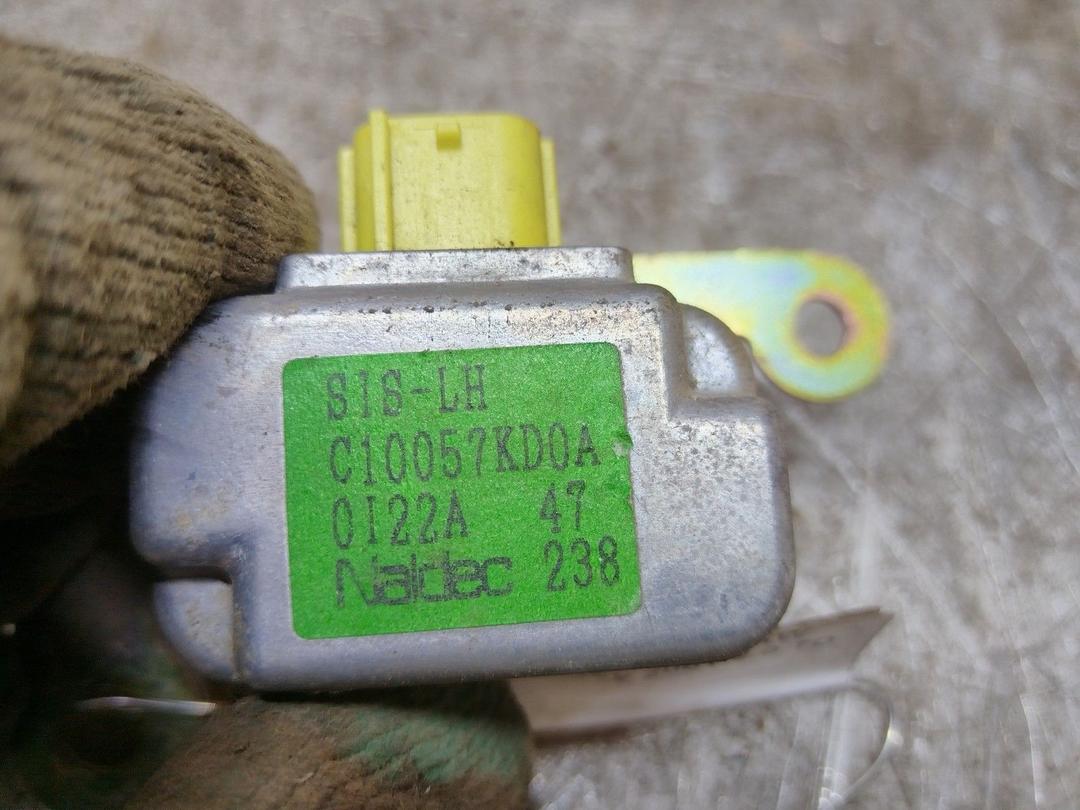 SIS-LH
C10057KD0A
0I22A 47
Naldec 238